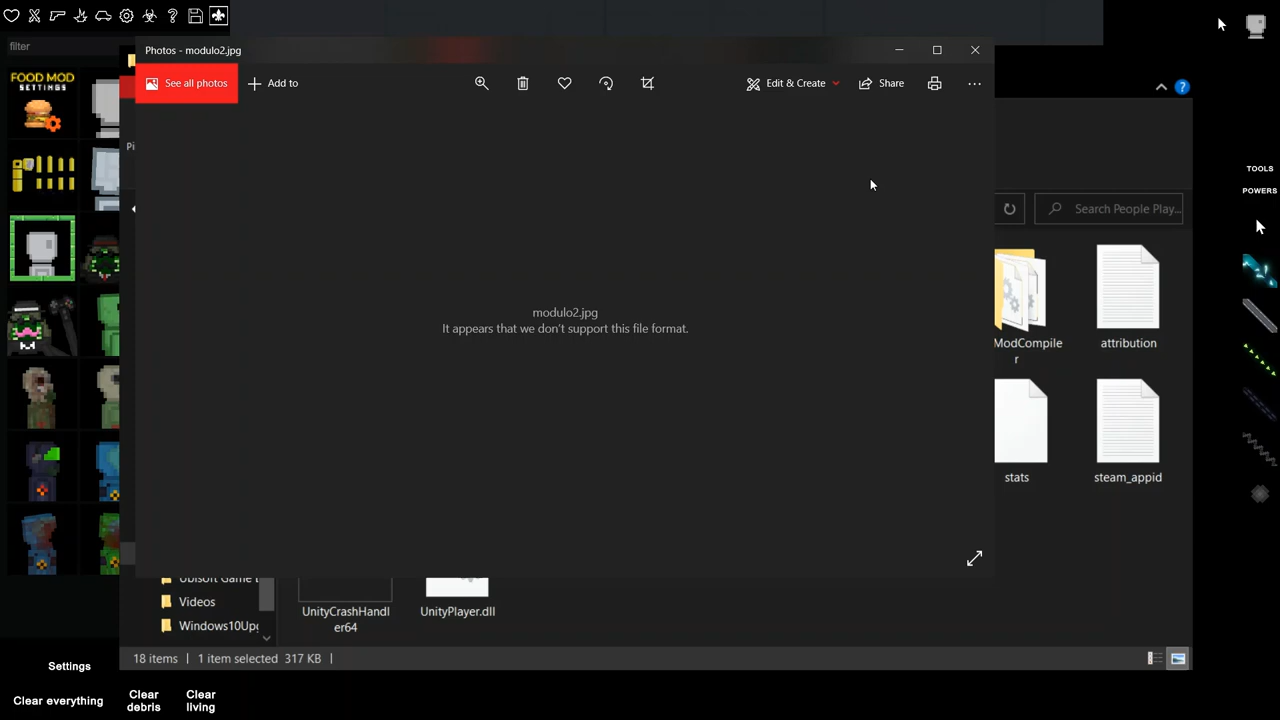 filter
FOOD MOD
SETTINGS
Photos - modulo2.jpg
See all photos
Add to
Edit & Create
Share
modulo2.jpg
It appears that we don't support this file format.
Pi
Search People Play...
ModCompile
r
attribution
stats
steam_appid
TOOLS
POWERS
Videos
Windows10Upg
UnityCrashHandl
er64
UnityPlayer.dll
18 items
1 item selected 317 KB
Settings
Clear everything
Clear
debris
Clear
living